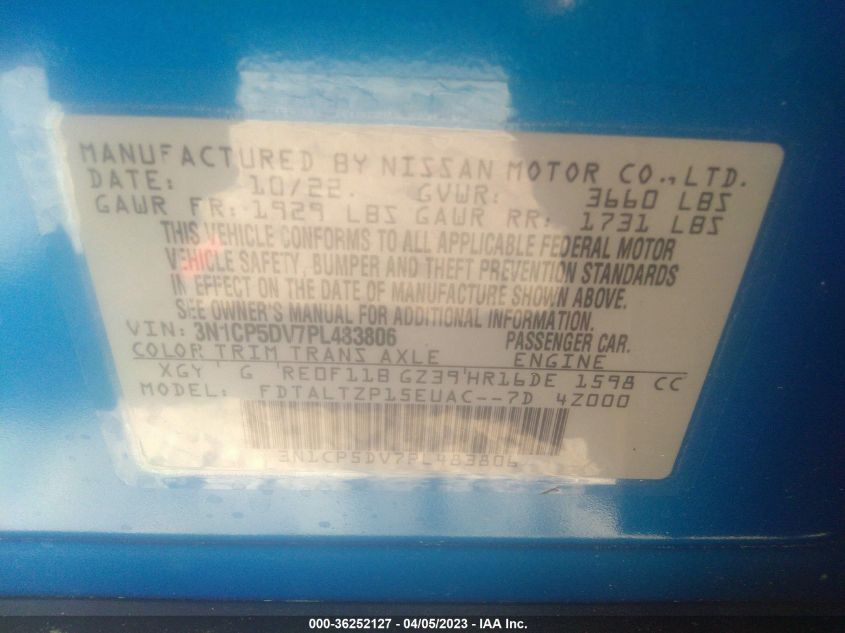 MANUFACTURED BY NISSAN MOTOR CO., LTD.
DATE: 10/22. GVWR: 3660 LBS
GAWR FR: 1929 LBS GAWR RR: 1731 LBS
THIS VEHICLE CONFORMS TO ALL APPLICABLE FEDERAL MOTOR
VEHICLE SAFETY, BUMPER AND THEFT PREVENTION STANDARDS
IN EFFECT ON THE DATE OF MANUFACTURE SHOWN ABOVE.
SEE OWNER'S MANUAL FOR ADDITIONAL INFORMATION.
VIN: 3N1CP5DV7PL483806 PASSENGER CAR.
COLOR TRIM TRANS AXLE ENGINE
XGY G RE0F11B GZ39 HR16DE 1598 CC
MODEL: FDTALTZP15EUAC--7D 4Z000
3N1CP5DV7PL483806
000-36252127 - 04/05/2023 - IAA Inc.